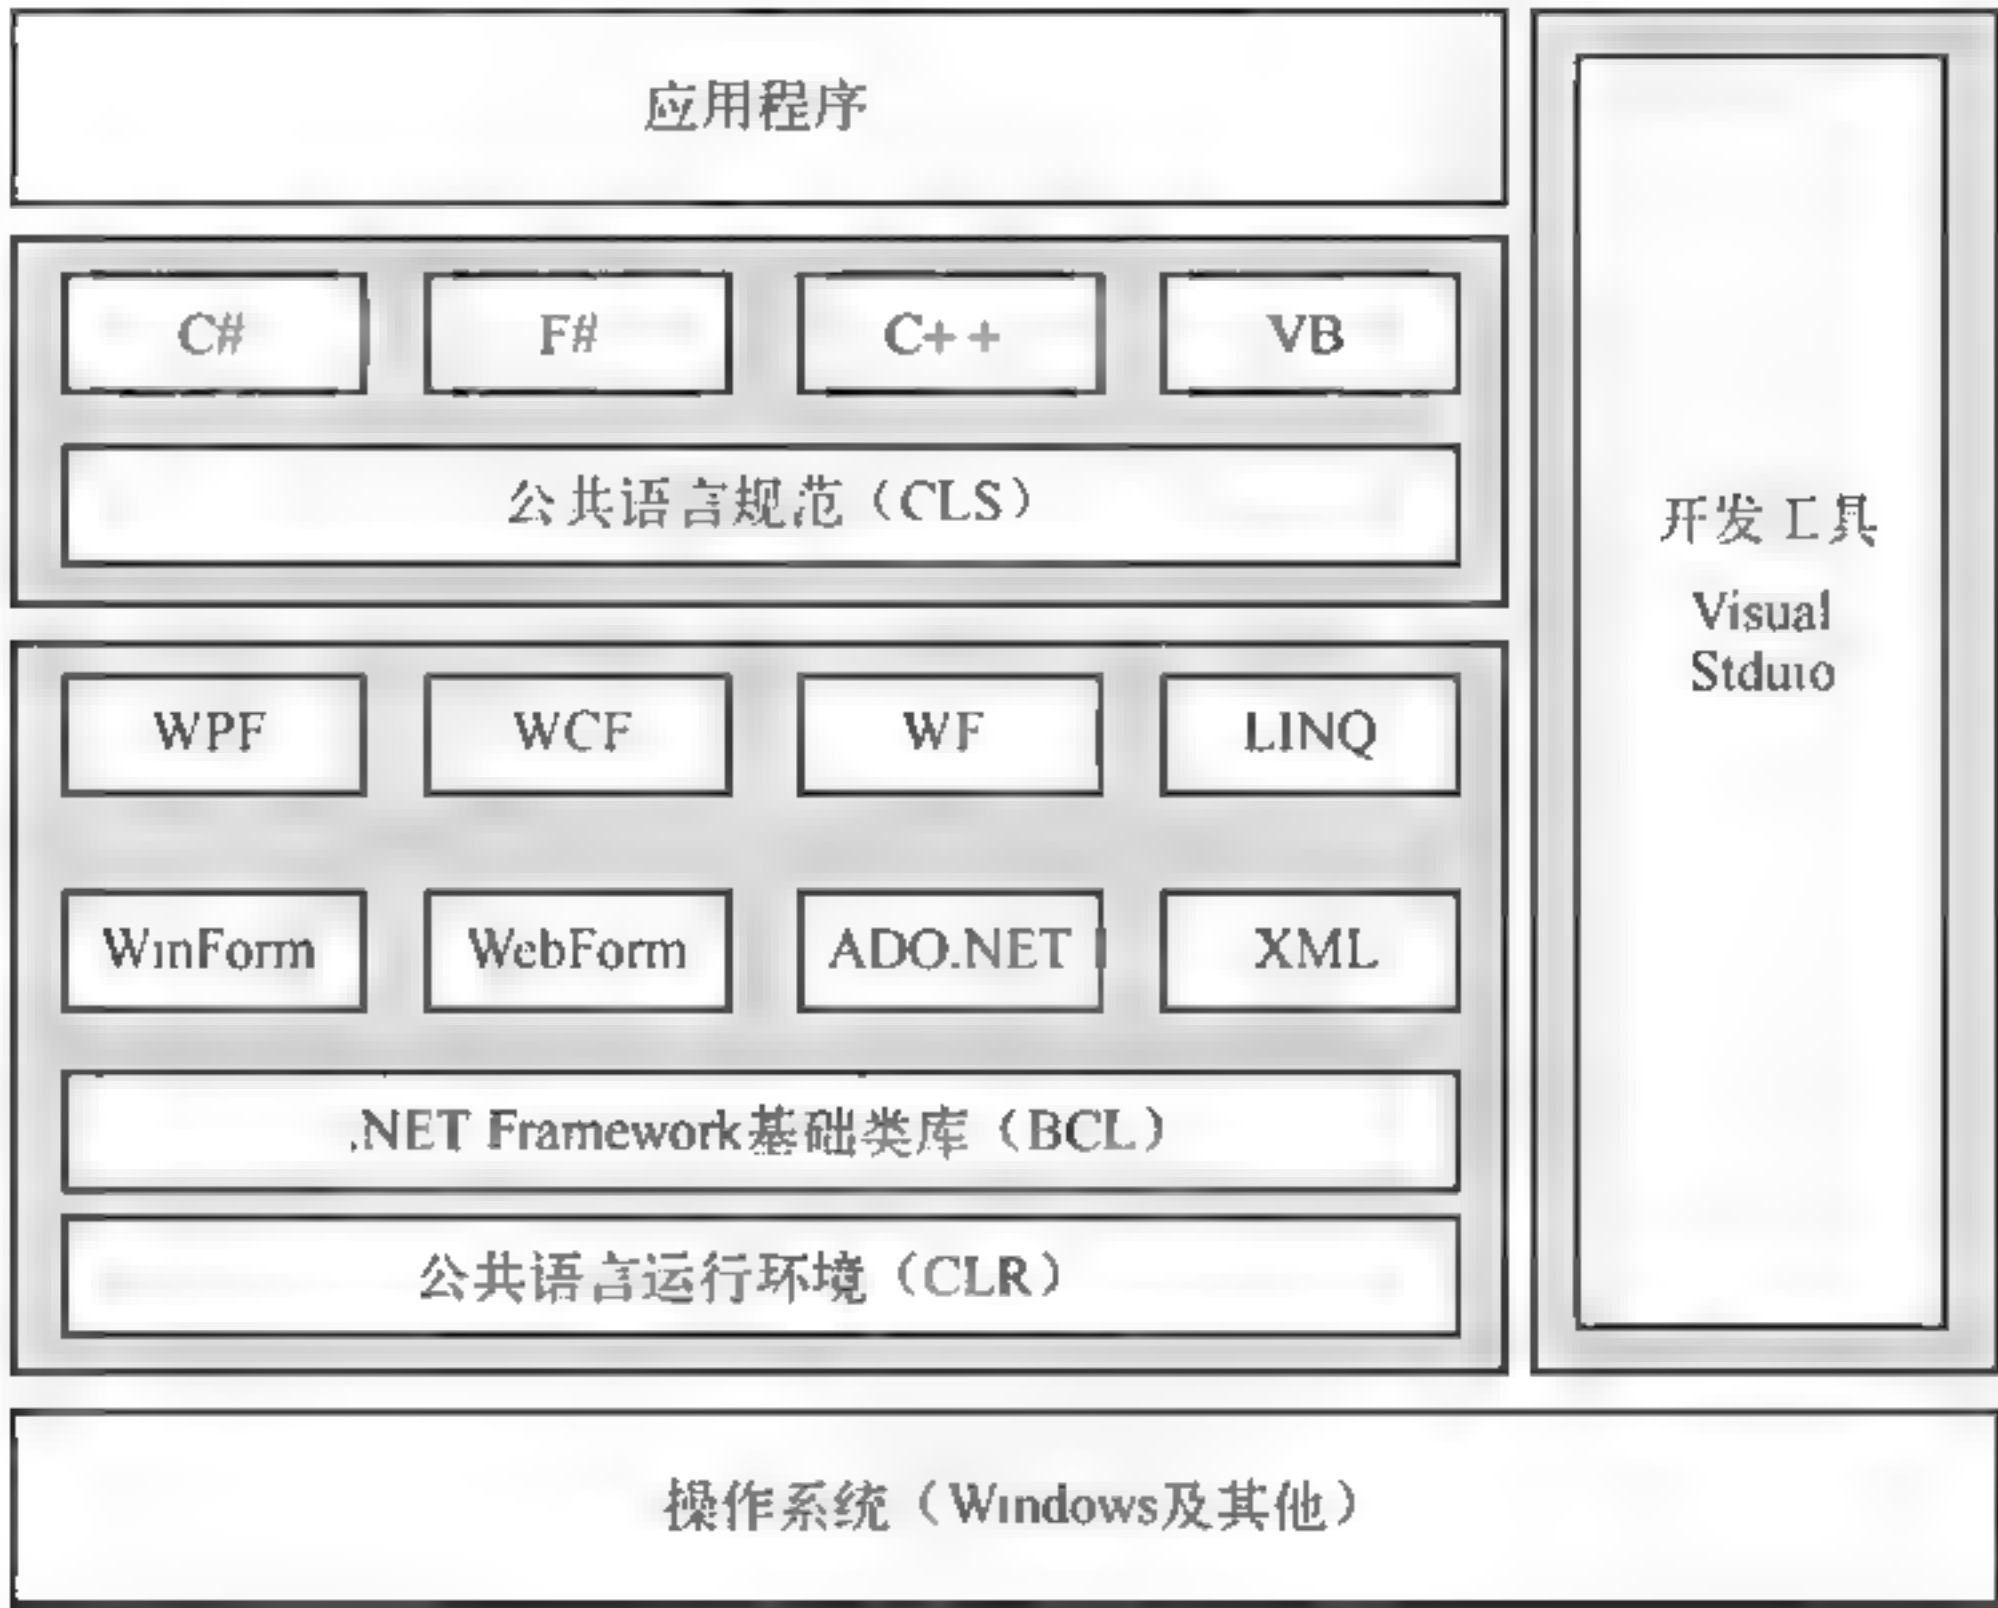 应用程序
C# F# C++ VB
公共语言规范（CLS）
WPF WCF WF LINQ
WinForm WebForm ADO.NET XML
.NET Framework基础类库（BCL）
公共语言运行环境（CLR）
开发工具
Visual
Stduio
操作系统（Windows及其他）